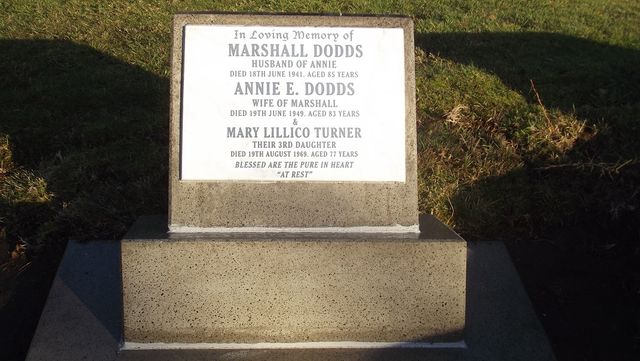 In Loving Memory of
MARSHALL DODDS
HUSBAND OF ANNIE
DIED 18TH JUNE 1941. AGED 85 YEARS
ANNIE E. DODDS
WIFE OF MARSHALL
DIED 19TH JUNE 1949. AGED 83 YEARS
&
MARY LILLICO TURNER
THEIR 3RD DAUGHTER
DIED 19TH AUGUST 1969. AGED 77 YEARS
BLESSED ARE THE PURE IN HEART
"AT REST"